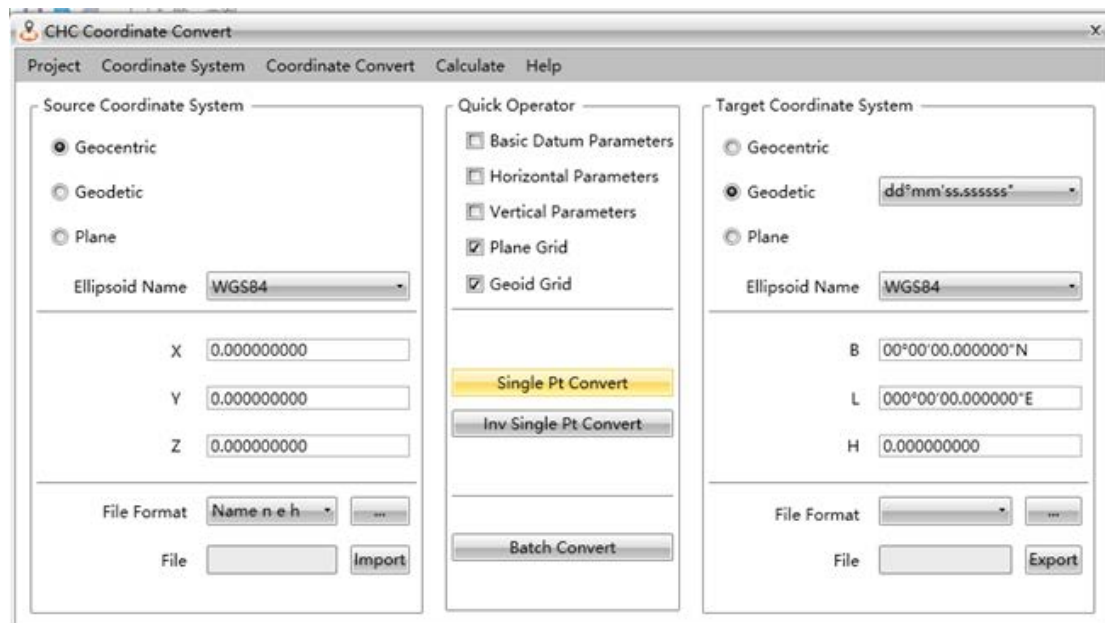 CHC Coordinate Convert
x
Project Coordinate System Coordinate Convert Calculate Help
Source Coordinate System
Geocentric
Geodetic
Plane
Ellipsoid Name WGS84
X 0.000000000
Y 0.000000000
Z 0.000000000
File Format Name n e h ...
File Import
Quick Operator
Basic Datum Parameters
Horizontal Parameters
Vertical Parameters
Plane Grid
Geoid Grid
Single Pt Convert
Inv Single Pt Convert
Batch Convert
Target Coordinate System
Geocentric
Geodetic dd°mm'ss.ssssss"
Plane
Ellipsoid Name WGS84
B 00°00'00.000000"N
L 000°00'00.000000"E
H 0.000000000
File Format ...
File Export